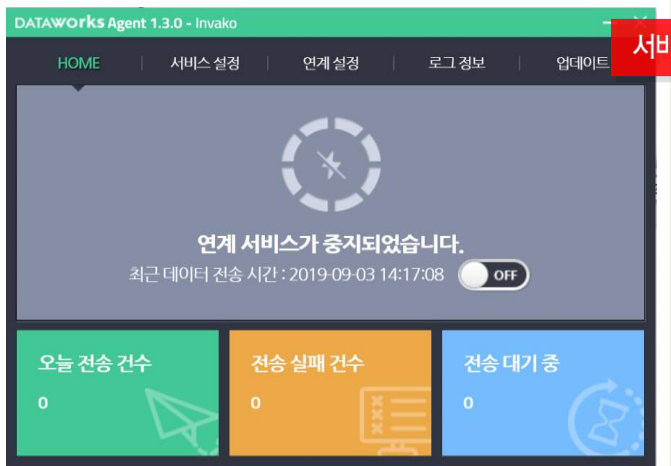 DATAWorks Agent 1.3.0 - Invako
서비
HOME 서비스 설정 연계 설정 로그 정보 업데이트
연계 서비스가 중지되었습니다.
최근 데이터 전송 시간 : 2019-09-03 14:17:08 OFF
오늘 전송 건수 전송 실패 건수 전송 대기 중
0 0 0